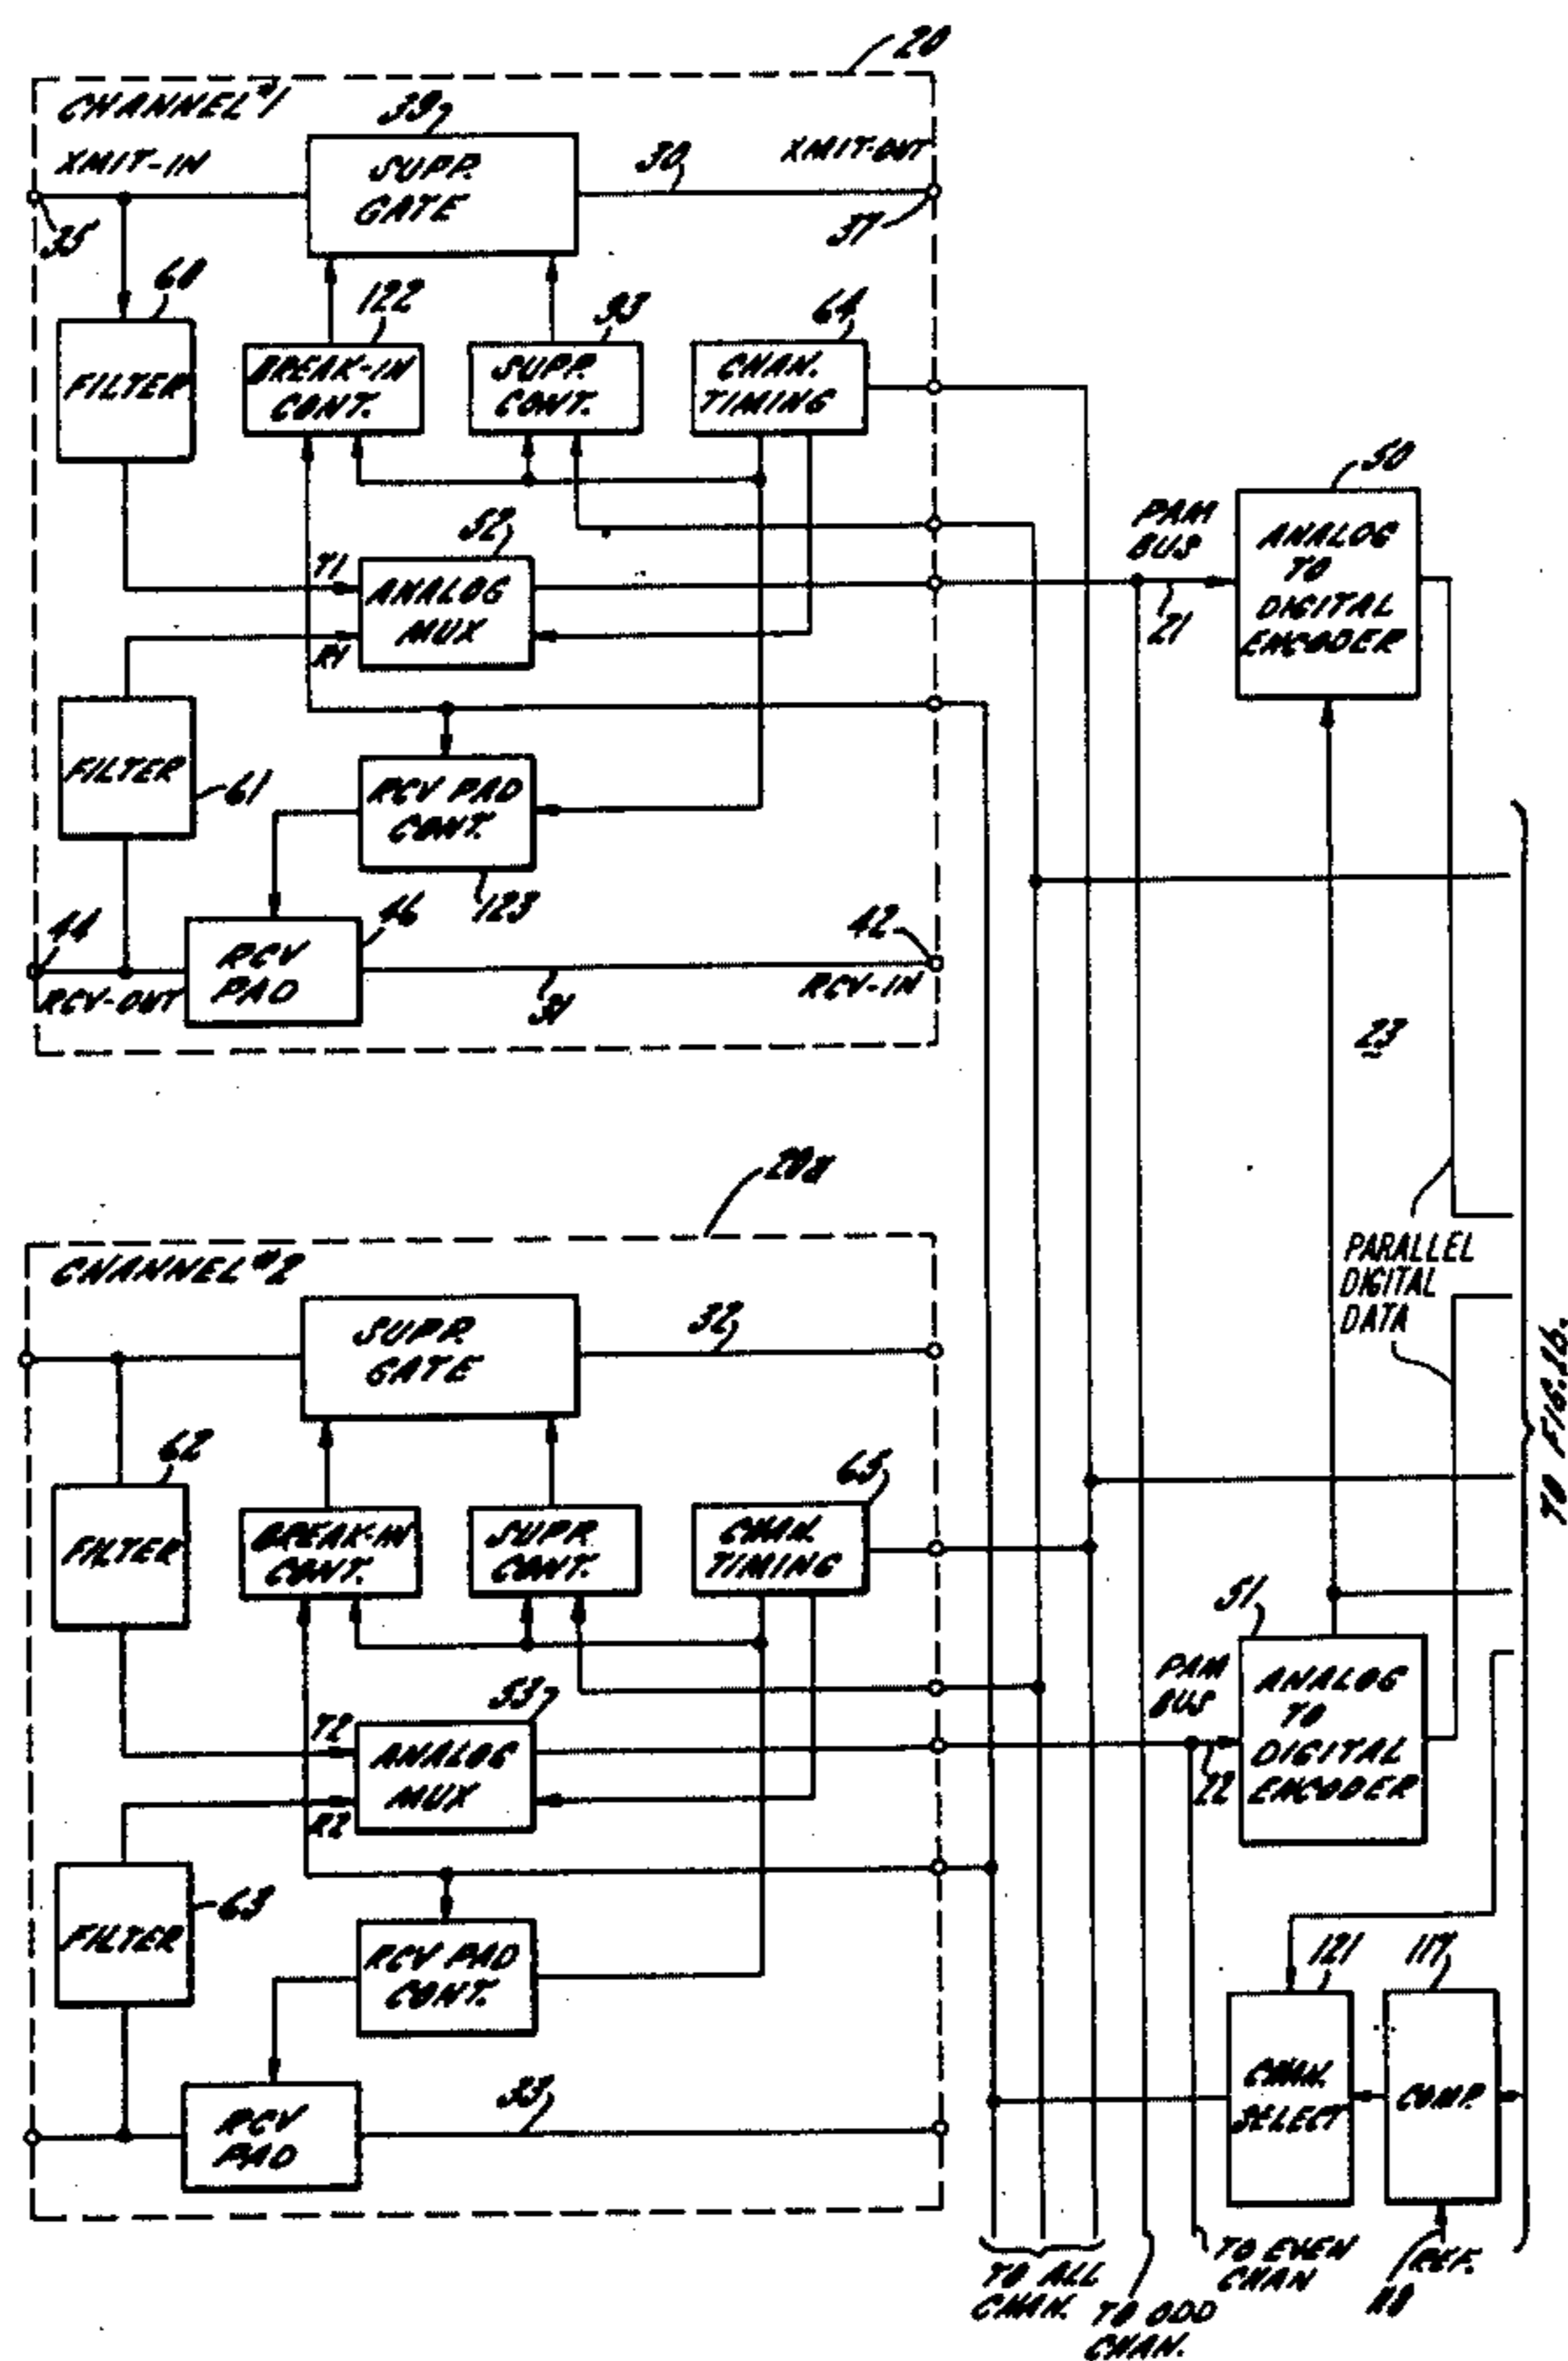 20
CHANNEL #1
39
XMIT-IN
SUPP.
GATE
30
XMIT-OUT
35
37
60
122
93
64
FILTER
BREAK-IN
CONT.
SUPP.
CONT.
CHAN.
TIMING
50
PAM
BUS
ANALOG
TO
DIGITAL
ENCODER
21
52
T1
ANALOG
MUX
R1
FILTER
61
RCV PAD
CONT.
123
44
46
42
RCV-OUT
RCV
PAD
31
RCV-IN
23
20a
CHANNEL #2
PARALLEL
DIGITAL
DATA
SUPP.
GATE
32
TO FIG. 1b.
62
65
FILTER
BREAK-IN
CONT.
SUPP.
CONT.
CHAN.
TIMING
51
PAM
BUS
ANALOG
TO
DIGITAL
ENCODER
22
53
T2
ANALOG
MUX
R2
FILTER
63
RCV PAD
CONT.
121
117
CHAN.
SELECT
COMP.
33
RCV
PAD
TO ALL
CHAN.
TO ODD
CHAN.
TO EVEN
CHAN
REF.
118